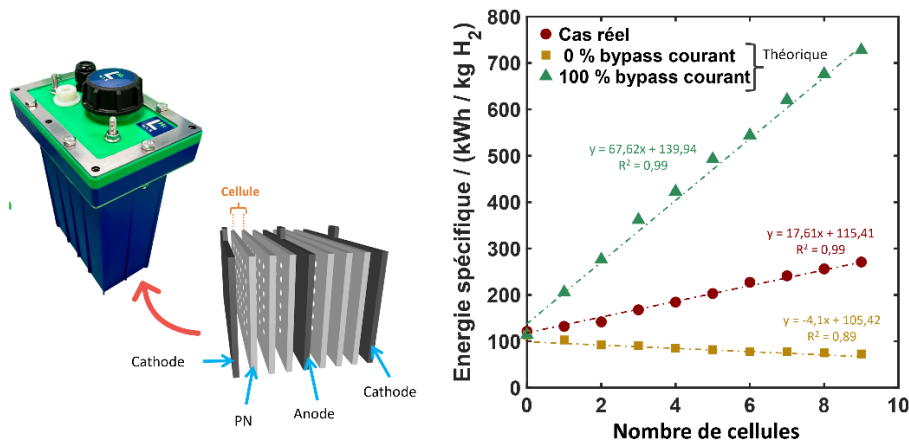 Cellule
Cathode
PN
Anode
Cathode
Energie spécifique / (kWh / kg H₂)
800
700
600
500
400
300
200
100
0
Cas réel
0 % bypass courant
100 % bypass courant
Théorique
y = 67,62x + 139,94
R² = 0,99
y = 17,61x + 115,41
R² = 0,99
y = -4,1x + 105,42
R² = 0,89
0
2
4
6
8
10
Nombre de cellules